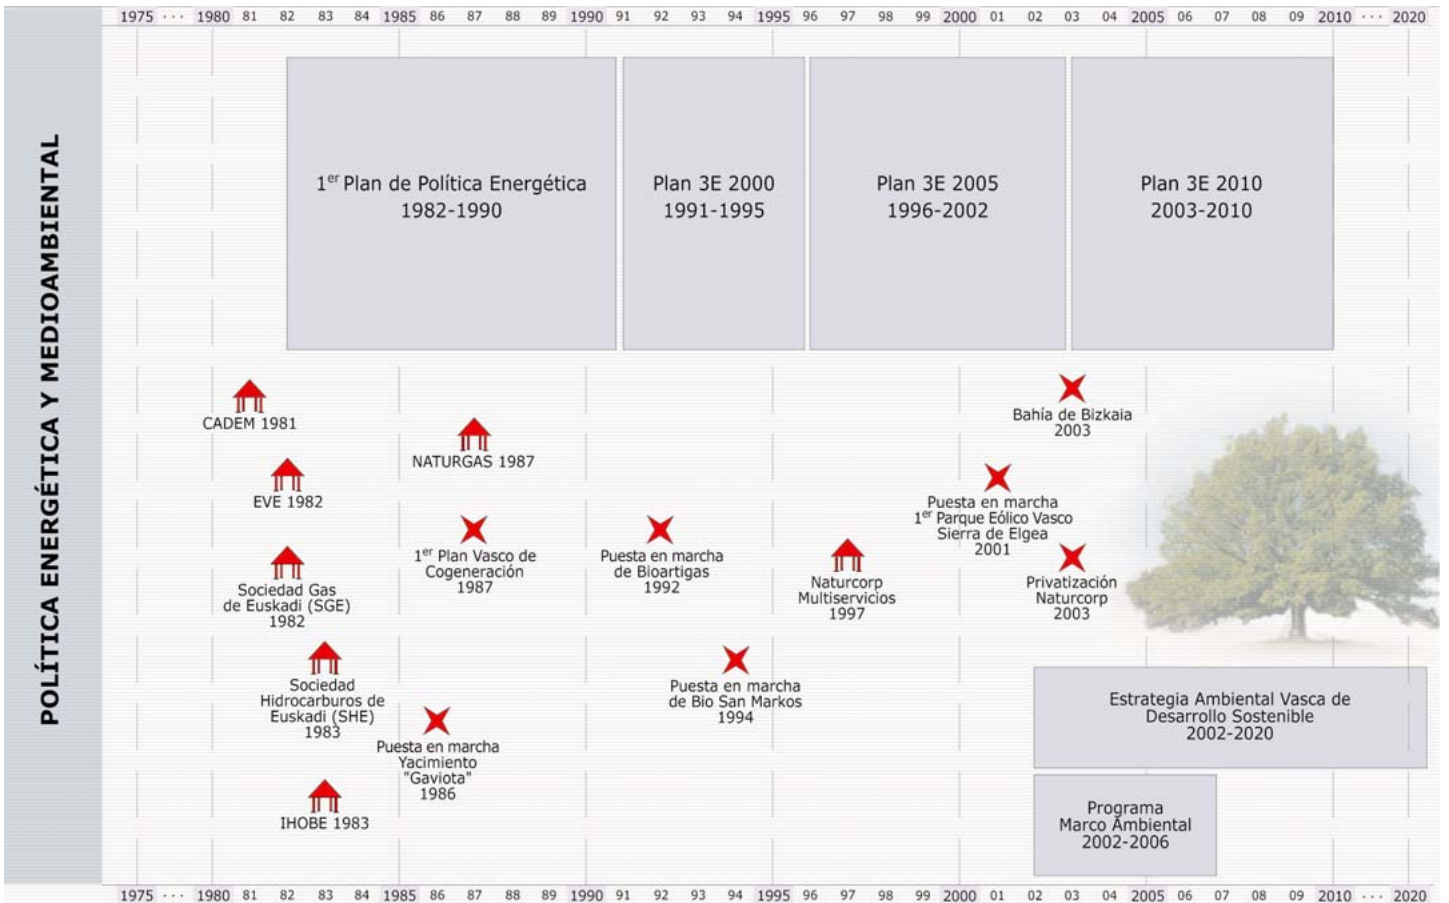 1975 ··· 1980 81 82 83 84 1985 86 87 88 89 1990 91 92 93 94 1995 96 97 98 99 2000 01 02 03 04 2005 06 07 08 09 2010 ··· 2020
POLÍTICA ENERGÉTICA Y MEDIOAMBIENTAL
1er Plan de Política Energética
1982-1990
Plan 3E 2000
1991-1995
Plan 3E 2005
1996-2002
Plan 3E 2010
2003-2010
CADEM 1981
EVE 1982
Sociedad Gas
de Euskadi (SGE)
1982
Sociedad
Hidrocarburos de
Euskadi (SHE)
1983
IHOBE 1983
NATURGAS 1987
1er Plan Vasco de
Cogeneración
1987
Puesta en marcha
Yacimiento
"Gaviota"
1986
Puesta en marcha
de Bioartigas
1992
Puesta en marcha
de Bio San Markos
1994
Naturcorp
Multiservicios
1997
Bahía de Bizkaia
2003
Puesta en marcha
1er Parque Eólico Vasco
Sierra de Elgea
2001
Privatización
Naturcorp
2003
Estrategia Ambiental Vasca de
Desarrollo Sostenible
2002-2020
Programa
Marco Ambiental
2002-2006
1975 ··· 1980 81 82 83 84 1985 86 87 88 89 1990 91 92 93 94 1995 96 97 98 99 2000 01 02 03 04 2005 06 07 08 09 2010 ··· 2020